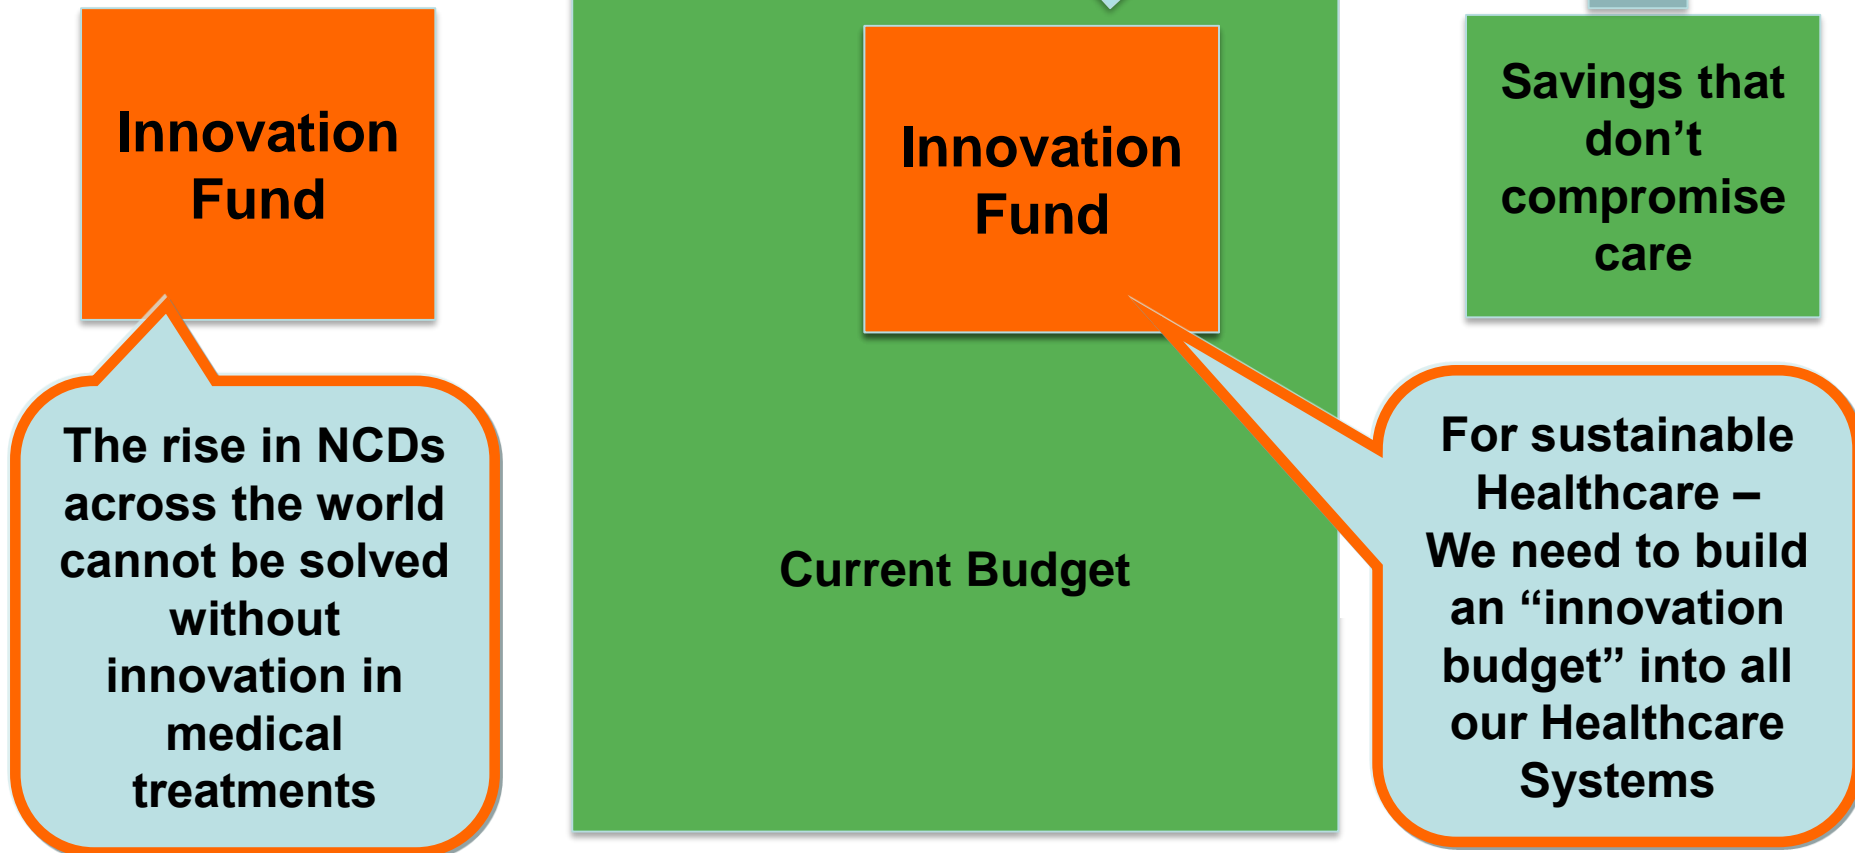 Innovation
Fund
Innovation
Fund
Savings that
don’t
compromise
care
The rise in NCDs
across the world
cannot be solved
without
innovation in
medical
treatments
Current Budget
For sustainable
Healthcare –
We need to build
an “innovation
budget” into all
our Healthcare
Systems